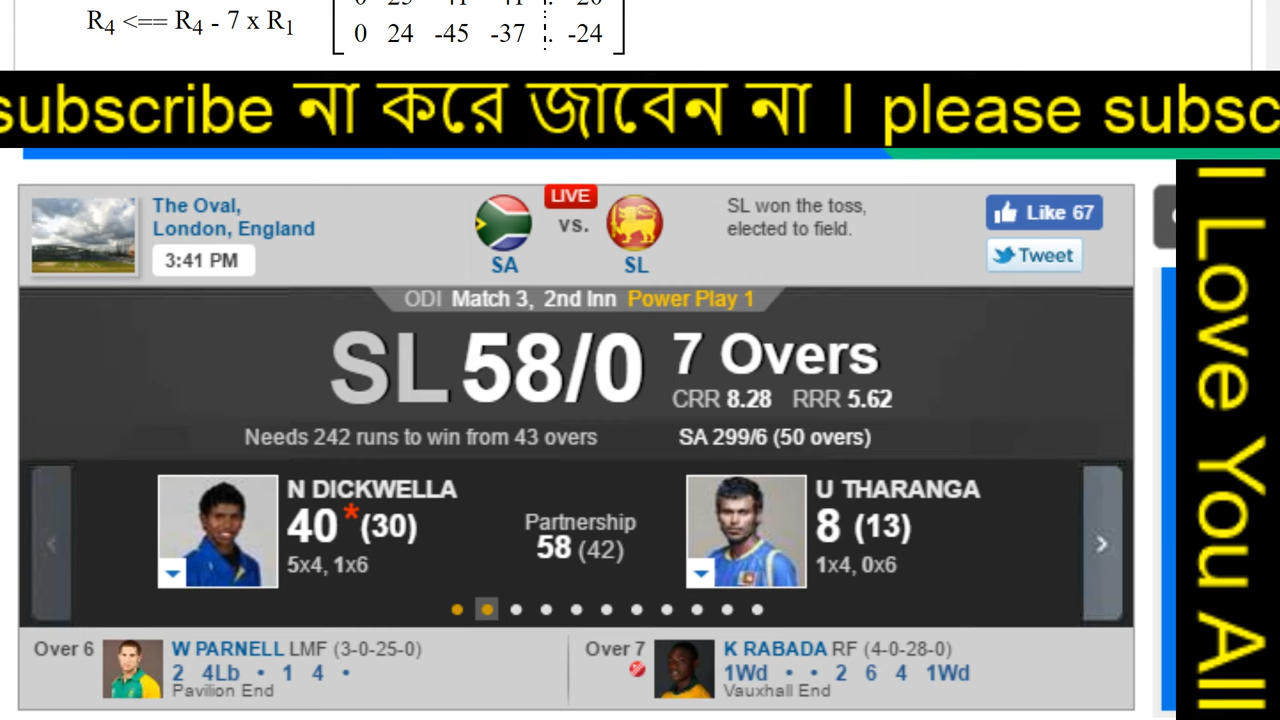 R4 <== R4 - 7 x R1
0 24 -45 -37 -24
subscribe না করে জাবেন না । please subsc
I Love You All
The Oval,
London, England
3:41 PM
LIVE
SA vs. SL
SL won the toss,
elected to field.
Like 67
Tweet
ODI Match 3, 2nd Inn Power Play 1
SL 58/0 7 Overs
CRR 8.28 RRR 5.62
Needs 242 runs to win from 43 overs SA 299/6 (50 overs)
N DICKWELLA
40 * (30)
5x4, 1x6
Partnership
58 (42)
U THARANGA
8 (13)
1x4, 0x6
Over 6 W PARNELL LMF (3-0-25-0)
2 4Lb • 1 4 •
Pavilion End
Over 7 K RABADA RF (4-0-28-0)
1Wd • • 2 6 4 1Wd
Vauxhall End